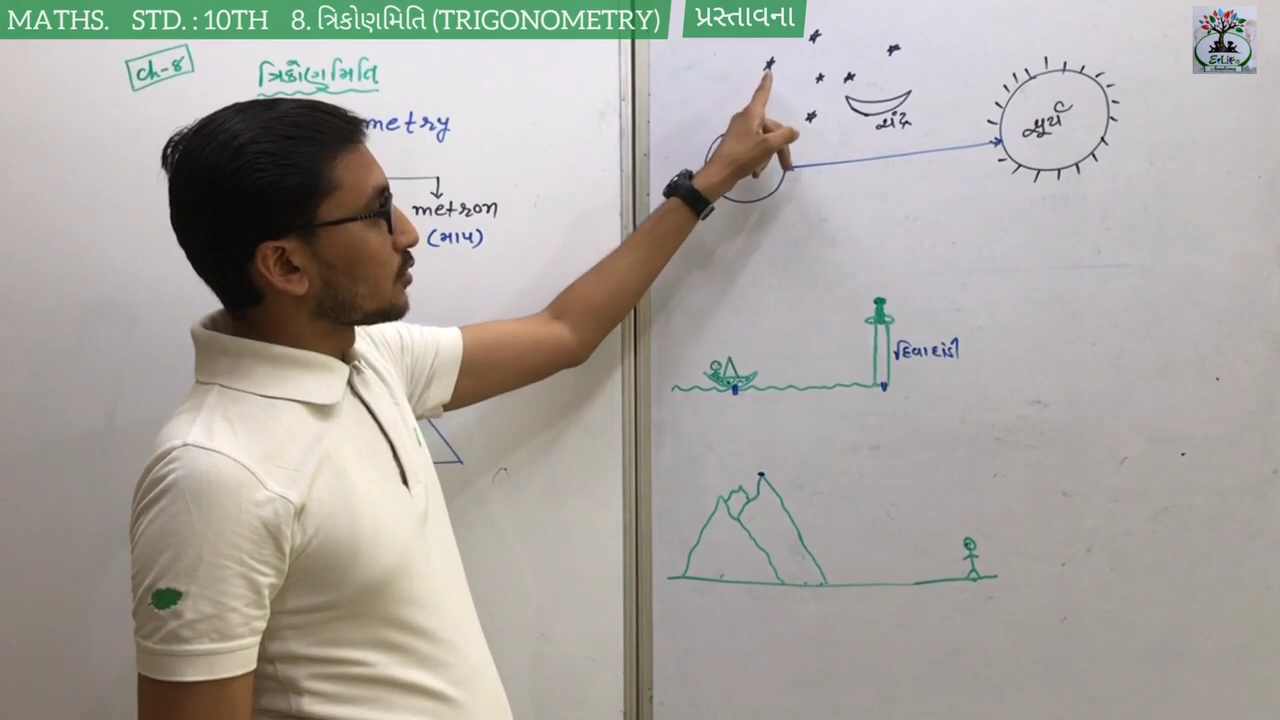 MATHS. STD. : 10TH 8. ત્રિકોણમિતિ (TRIGONOMETRY) પ્રસ્તાવના
ch-8
ત્રિકોણમિતિ
metry
metron
(માપ)
ચંદ્ર
સૂર્ય
દિવાદાંડી